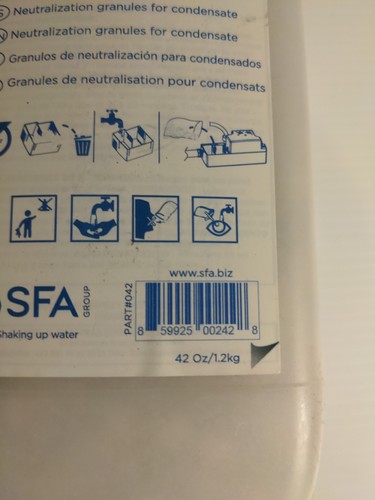 Neutralization granules for condensate
Neutralization granules for condensate
Granulos de neutralización para condensados
Granules de neutralisation pour condensats
www.sfa.biz
SFA
GROUP
Shaking up water
PART#042
8 59925 00242 8
42 Oz/1.2kg